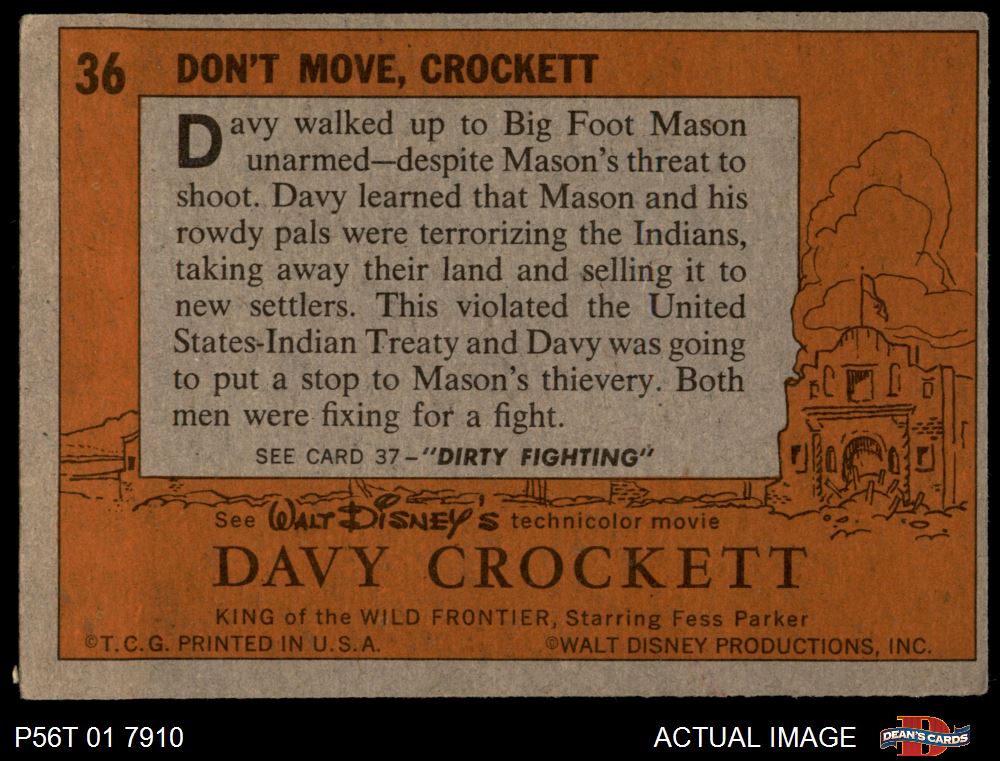 36 DON'T MOVE, CROCKETT
Davy walked up to Big Foot Mason
unarmed—despite Mason's threat to
shoot. Davy learned that Mason and his
rowdy pals were terrorizing the Indians,
taking away their land and selling it to
new settlers. This violated the United
States-Indian Treaty and Davy was going
to put a stop to Mason's thievery. Both
men were fixing for a fight.
SEE CARD 37-"DIRTY FIGHTING"
See WALT DISNEY'S technicolor movie
DAVY CROCKETT
KING of the WILD FRONTIER, Starring Fess Parker
©T.C.G. PRINTED IN U.S.A. ©WALT DISNEY PRODUCTIONS, INC.
P56T 01 7910 ACTUAL IMAGE DEAN'S CARDS